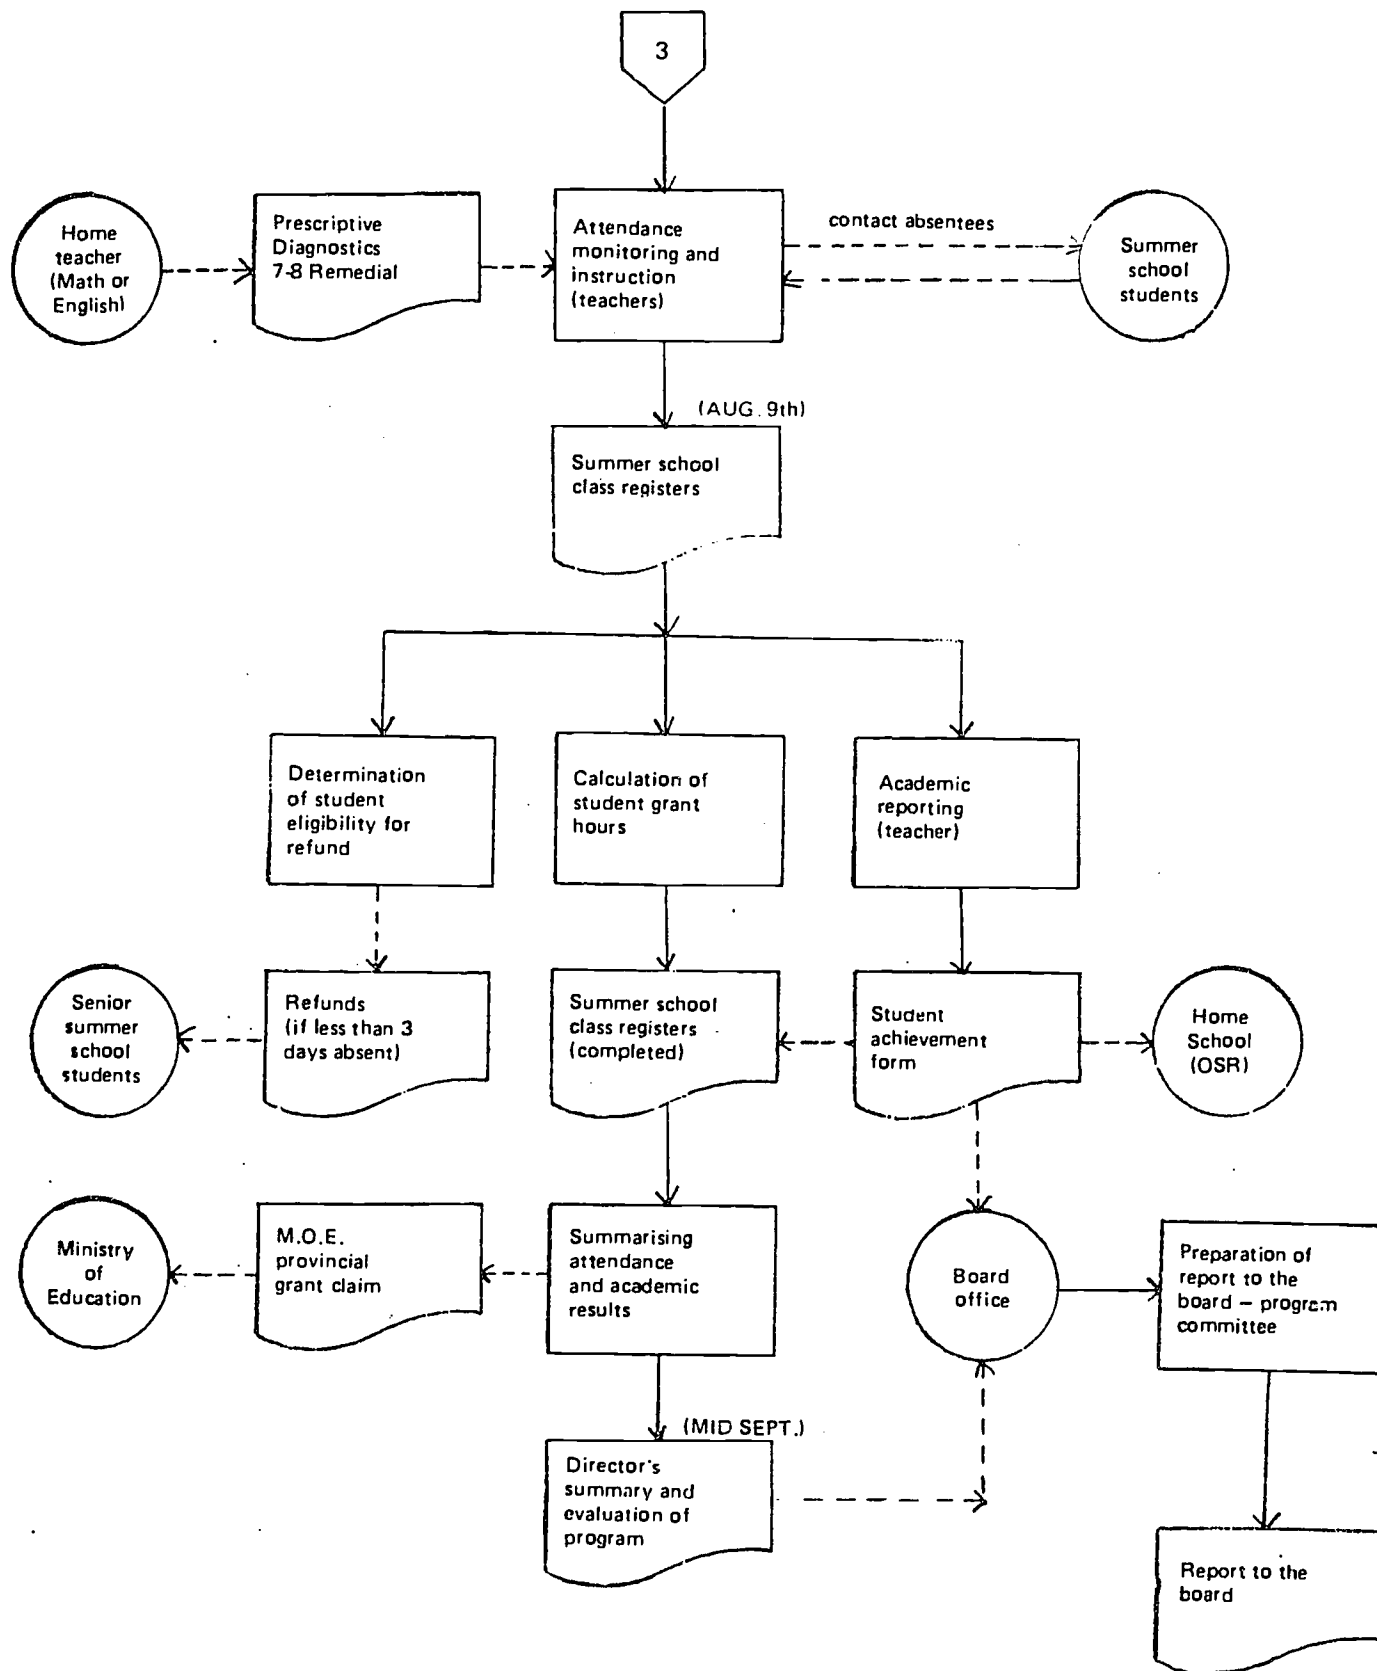 3
Home
teacher
(Math or
English)
Prescriptive
Diagnostics
7-8 Remedial
Attendance
monitoring and
instruction
(teachers)
contact absentees
Summer
school
students
(AUG. 9th)
Summer school
class registers
Determination
of student
eligibility for
refund
Calculation of
student grant
hours
Academic
reporting
(teacher)
Senior
summer
school
students
Refunds
(if less than 3
days absent)
Summer school
class registers
(completed)
Student
achievement
form
Home
School
(OSR)
Ministry
of
Education
M.O.E.
provincial
grant claim
Summarising
attendance
and academic
results
Board
office
Preparation of
report to the
board – program
committee
(MID SEPT.)
Director's
summary and
evaluation of
program
Report to the
board